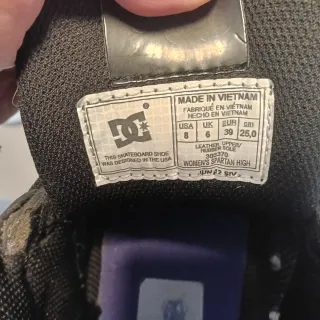 DC
THIS SKATEBOARD SHOE
WAS DESIGNED IN THE USA.
MADE IN VIETNAM
FABRIQUÉ EN VIETNAM
HECHO EN VIETNAM
USA UK EUR cm
8 6 39 25,0
LEATHER UPPER/
RUBBER SOLE
302370
WOMEN'S SPARTAN HIGH